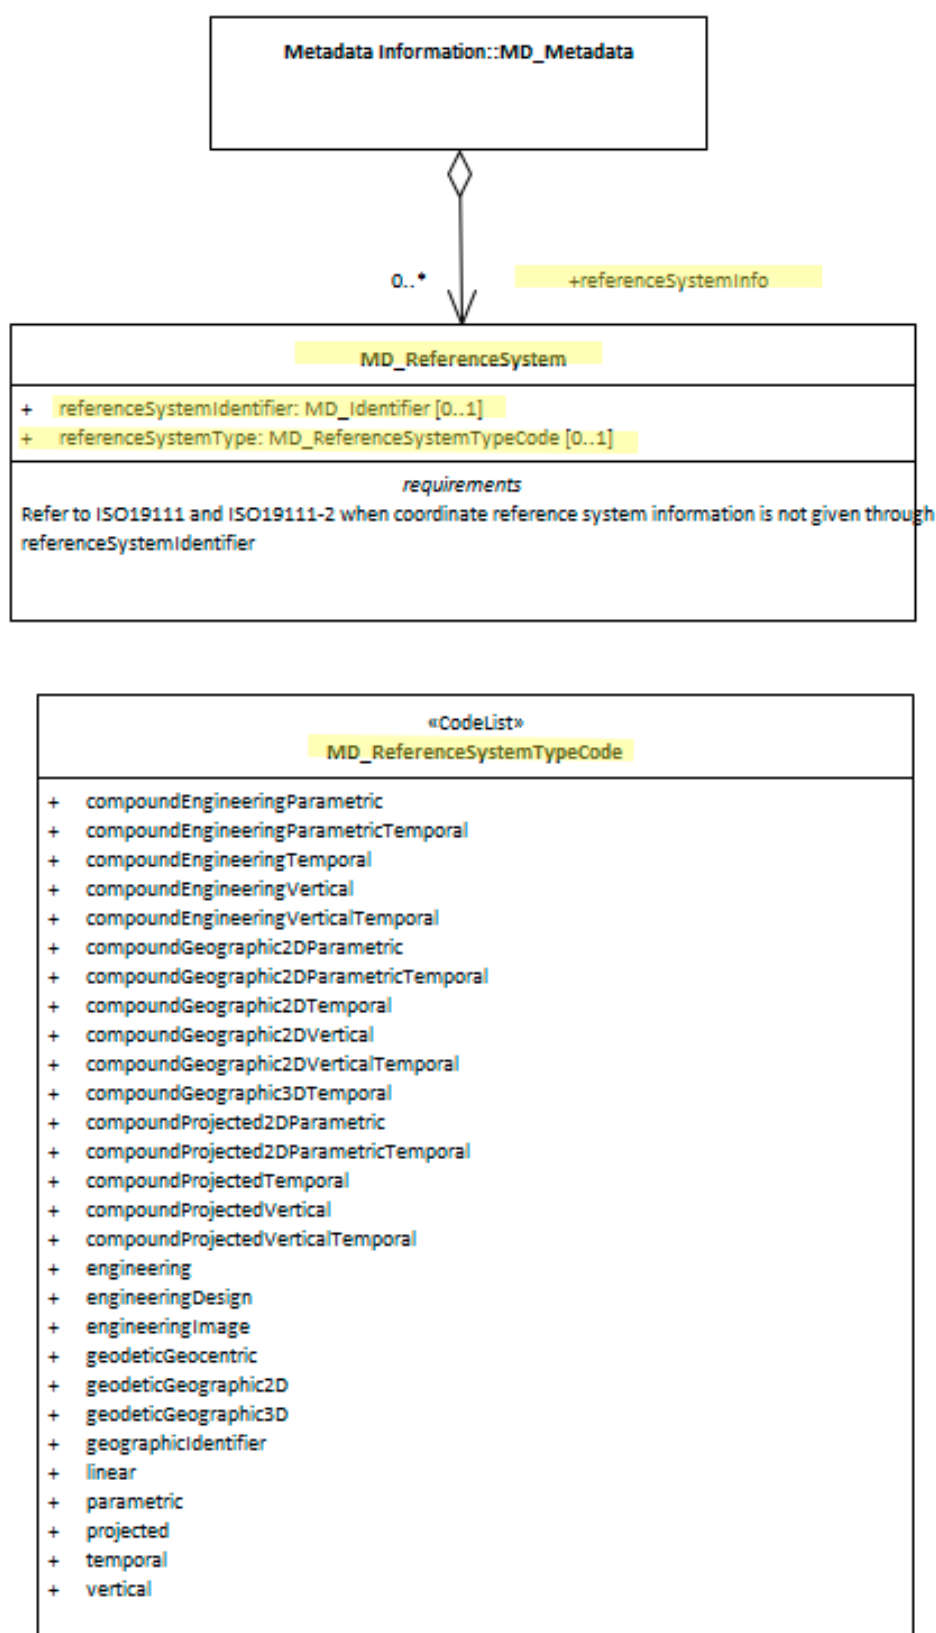 Metadata Information::MD_Metadata
0..*
+referenceSystemInfo
MD_ReferenceSystem
+ referenceSystemIdentifier: MD_Identifier [0..1]
+ referenceSystemType: MD_ReferenceSystemTypeCode [0..1]
requirements
Refer to ISO19111 and ISO19111-2 when coordinate reference system information is not given through
referenceSystemIdentifier
«CodeList»
MD_ReferenceSystemTypeCode
+ compoundEngineeringParametric
+ compoundEngineeringParametricTemporal
+ compoundEngineeringTemporal
+ compoundEngineeringVertical
+ compoundEngineeringVerticalTemporal
+ compoundGeographic2DParametric
+ compoundGeographic2DParametricTemporal
+ compoundGeographic2DTemporal
+ compoundGeographic2DVertical
+ compoundGeographic2DVerticalTemporal
+ compoundGeographic3DTemporal
+ compoundProjected2DParametric
+ compoundProjected2DParametricTemporal
+ compoundProjectedTemporal
+ compoundProjectedVertical
+ compoundProjectedVerticalTemporal
+ engineering
+ engineeringDesign
+ engineeringImage
+ geodeticGeocentric
+ geodeticGeographic2D
+ geodeticGeographic3D
+ geographicIdentifier
+ linear
+ parametric
+ projected
+ temporal
+ vertical